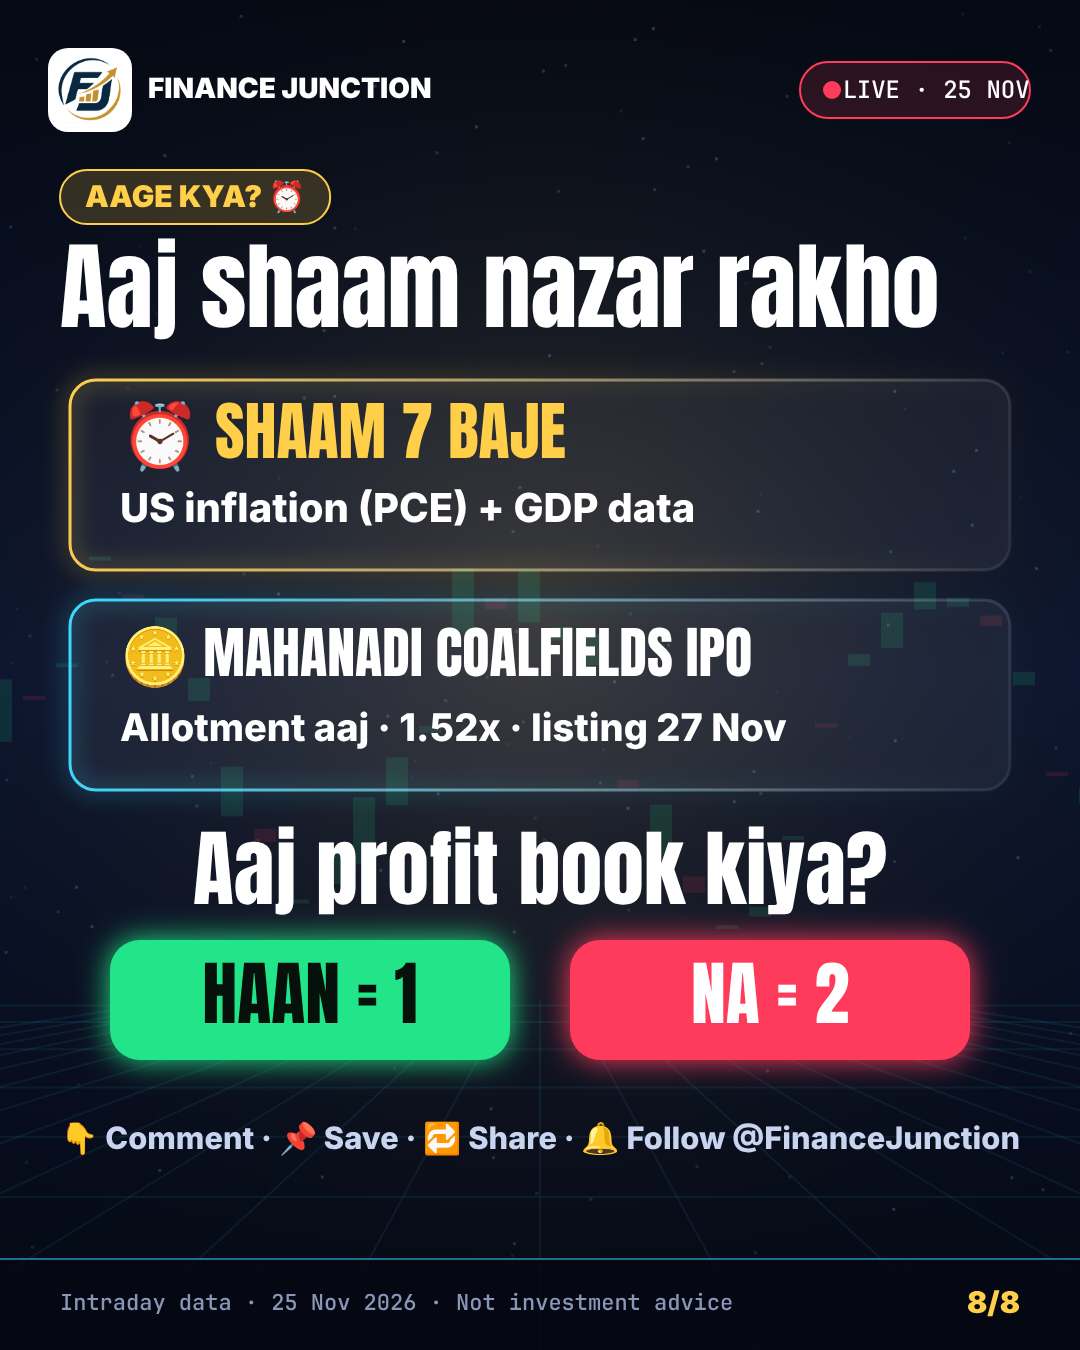 FJ
FINANCE JUNCTION
LIVE · 25 NOV
AAGE KYA? ⏰
Aaj shaam nazar rakho
⏰ SHAAM 7 BAJE
US inflation (PCE) + GDP data
🪙 MAHANADI COALFIELDS IPO
Allotment aaj · 1.52x · listing 27 Nov
Aaj profit book kiya?
HAAN = 1
NA = 2
👇 Comment · 📌 Save · 🔁 Share · 🔔 Follow @FinanceJunction
Intraday data · 25 Nov 2026 · Not investment advice
8/8